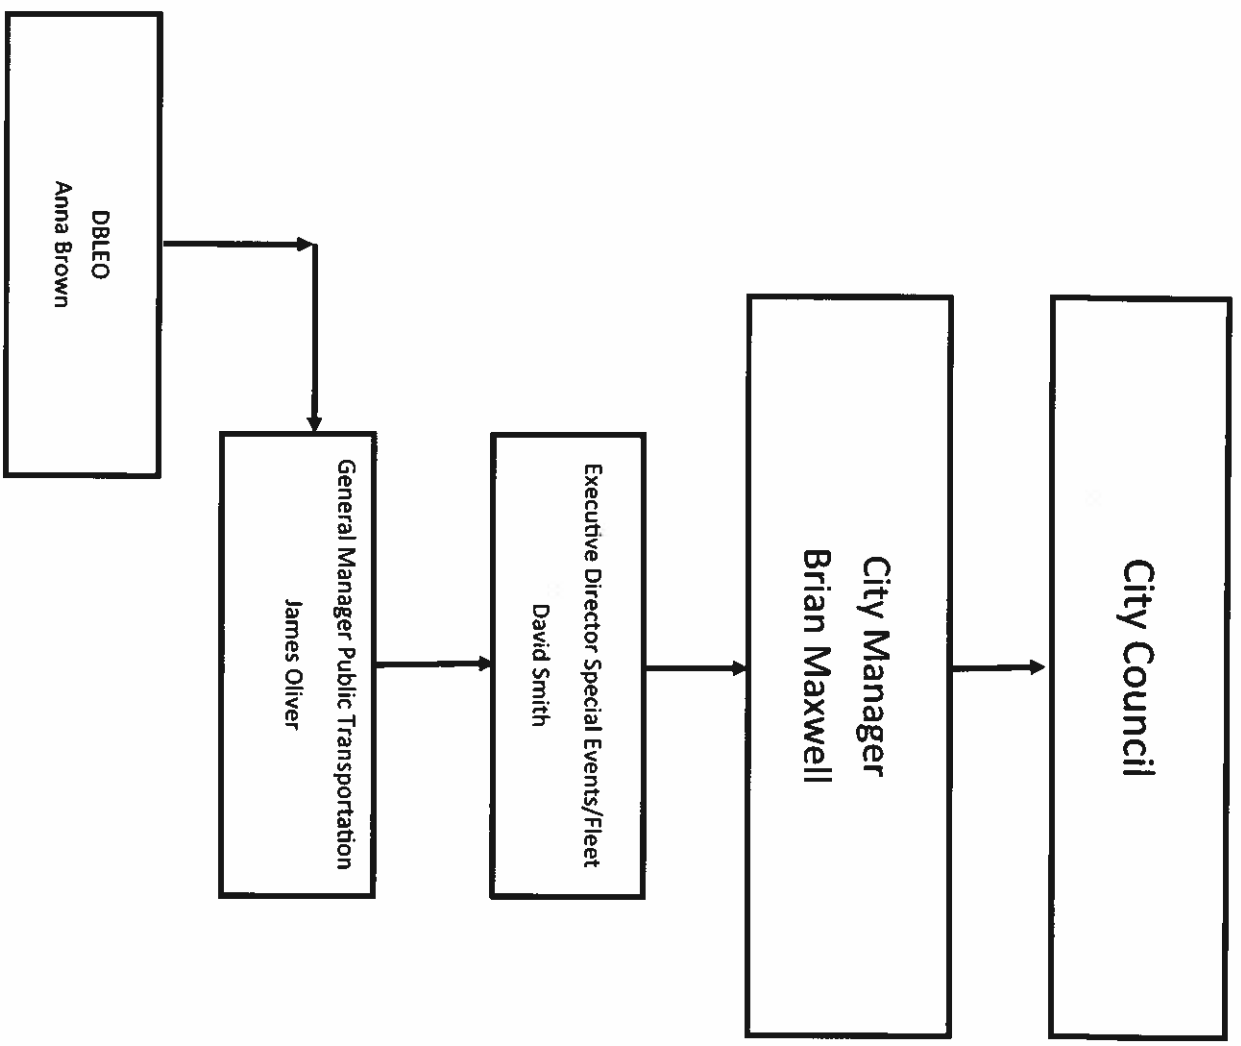 City Council
City Manager
Brian Maxwell
Executive Director Special Events/Fleet
David Smith
General Manager Public Transportation
James Oliver
DBLEO
Anna Brown